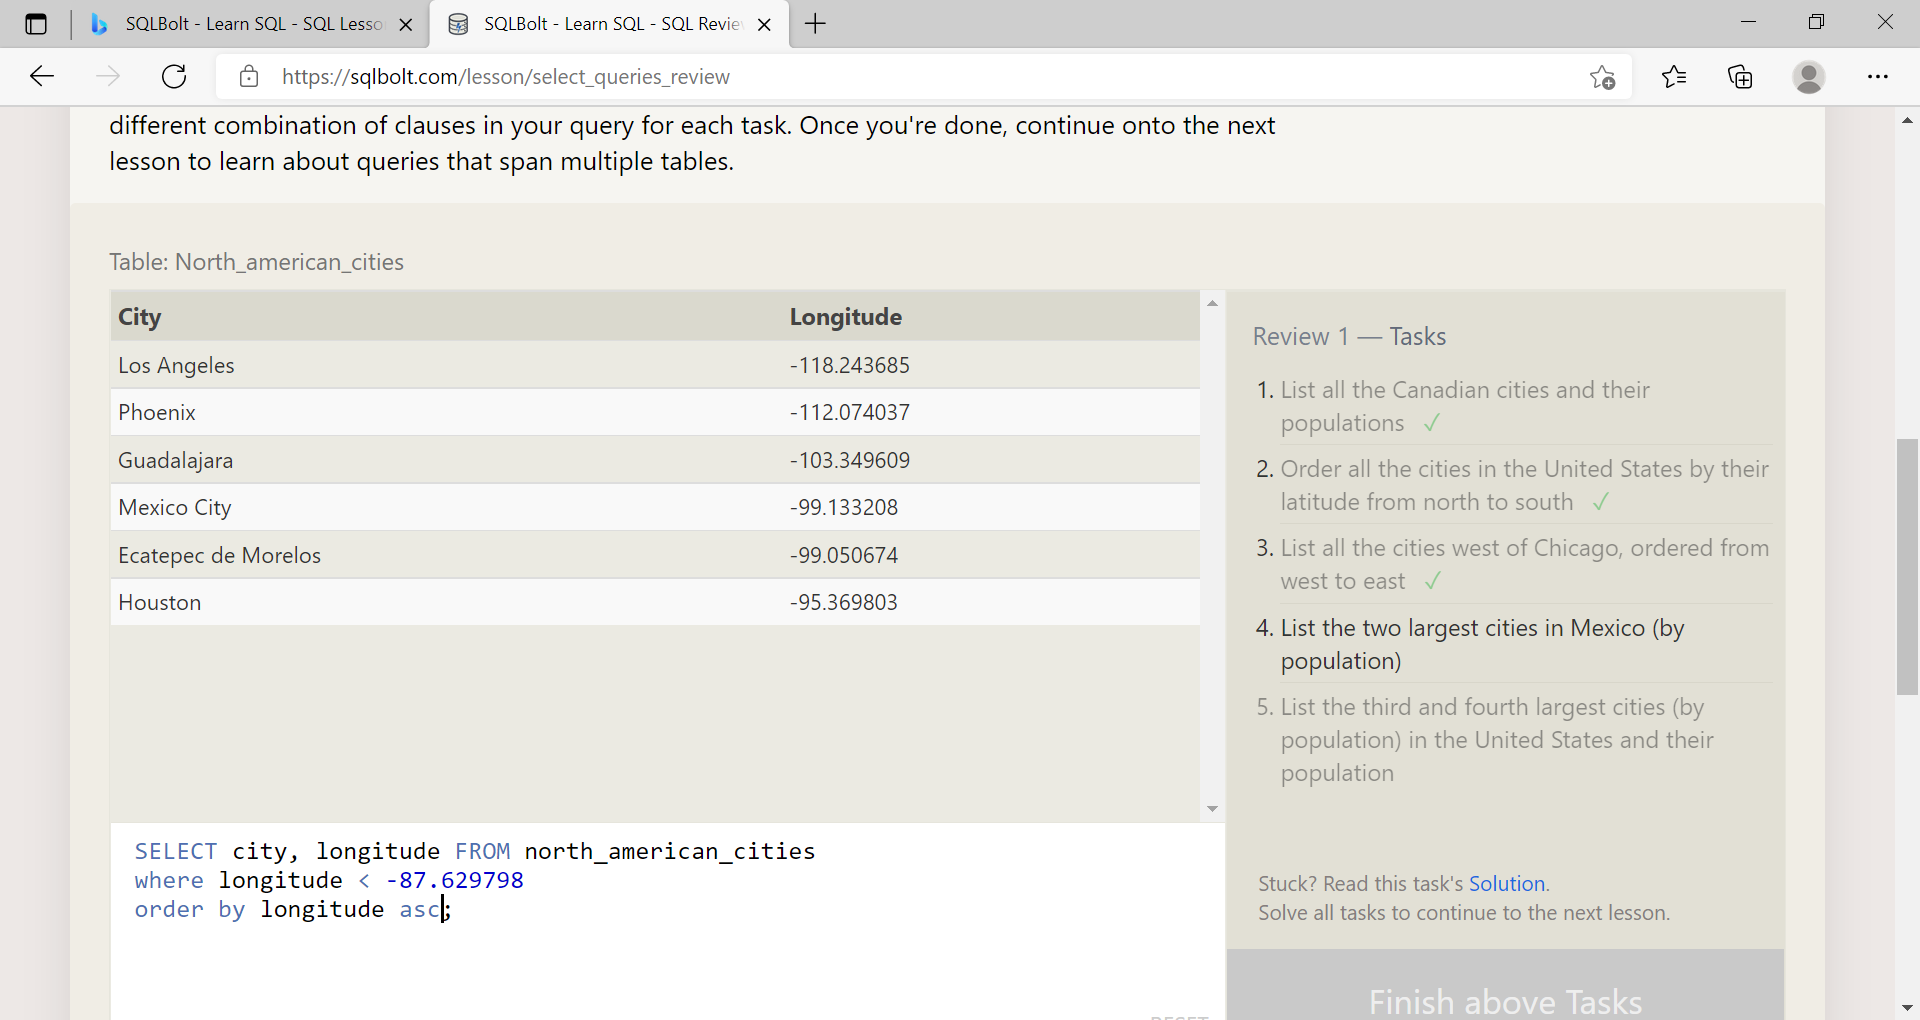 SQLBolt - Learn SQL - SQL Lesso
SQLBolt - Learn SQL - SQL Revie
https://sqlbolt.com/lesson/select_queries_review
different combination of clauses in your query for each task. Once you're done, continue onto the next
lesson to learn about queries that span multiple tables.
Table: North_american_cities
City Longitude
Los Angeles -118.243685
Phoenix -112.074037
Guadalajara -103.349609
Mexico City -99.133208
Ecatepec de Morelos -99.050674
Houston -95.369803
SELECT city, longitude FROM north_american_cities
where longitude < -87.629798
order by longitude asc;
RESET
Review 1 — Tasks
1. List all the Canadian cities and their
populations ✓
2. Order all the cities in the United States by their
latitude from north to south ✓
3. List all the cities west of Chicago, ordered from
west to east ✓
4. List the two largest cities in Mexico (by
population)
5. List the third and fourth largest cities (by
population) in the United States and their
population
Stuck? Read this task's Solution.
Solve all tasks to continue to the next lesson.
Finish above Tasks